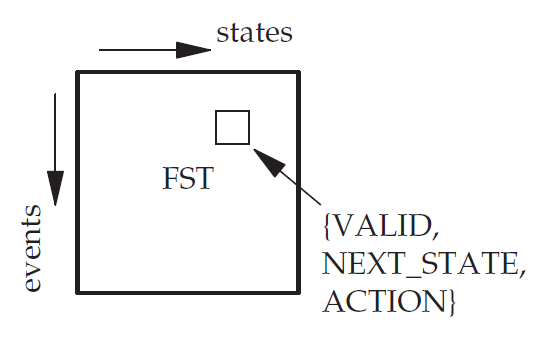 states
FST
events
{VALID,
NEXT_STATE,
ACTION}